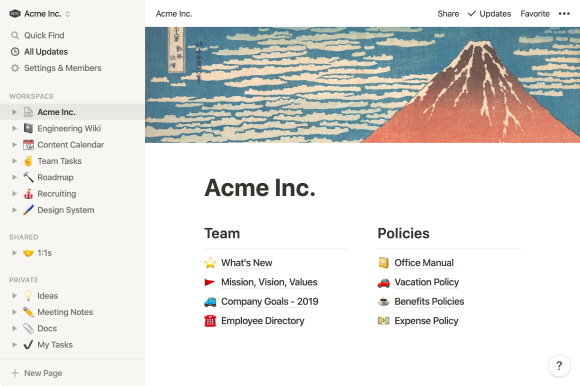 Acme Inc.
Quick Find
All Updates
Settings & Members
WORKSPACE
Acme Inc.
Engineering Wiki
Content Calendar
Team Tasks
Roadmap
Recruiting
Design System
SHARED
1:1s
PRIVATE
Ideas
Meeting Notes
Docs
My Tasks
New Page
Acme Inc.
Share
Updates
Favorite
Acme Inc.
Team
What's New
Mission, Vision, Values
Company Goals - 2019
Employee Directory
Policies
Office Manual
Vacation Policy
Benefits Policies
Expense Policy
?